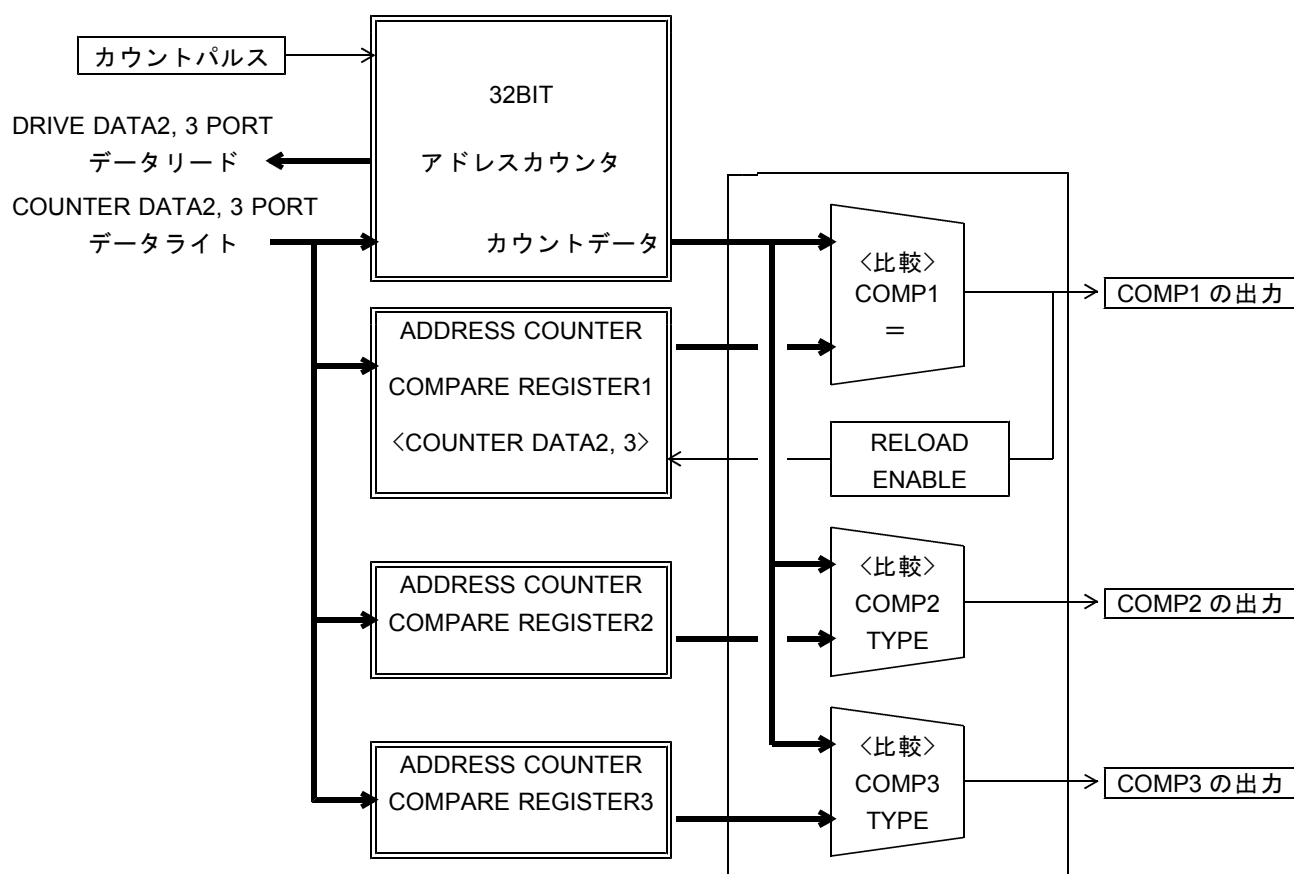 カウントパルス
DRIVE DATA2, 3 PORT
データリード
COUNTER DATA2, 3 PORT
データライト
32BIT
アドレスカウンタ
カウントデータ
ADDRESS COUNTER
COMPARE REGISTER1
〈COUNTER DATA2, 3〉
ADDRESS COUNTER
COMPARE REGISTER2
ADDRESS COUNTER
COMPARE REGISTER3
〈比較〉
COMP1
＝
RELOAD
ENABLE
〈比較〉
COMP2
TYPE
〈比較〉
COMP3
TYPE
COMP1 の出力
COMP2 の出力
COMP3 の出力